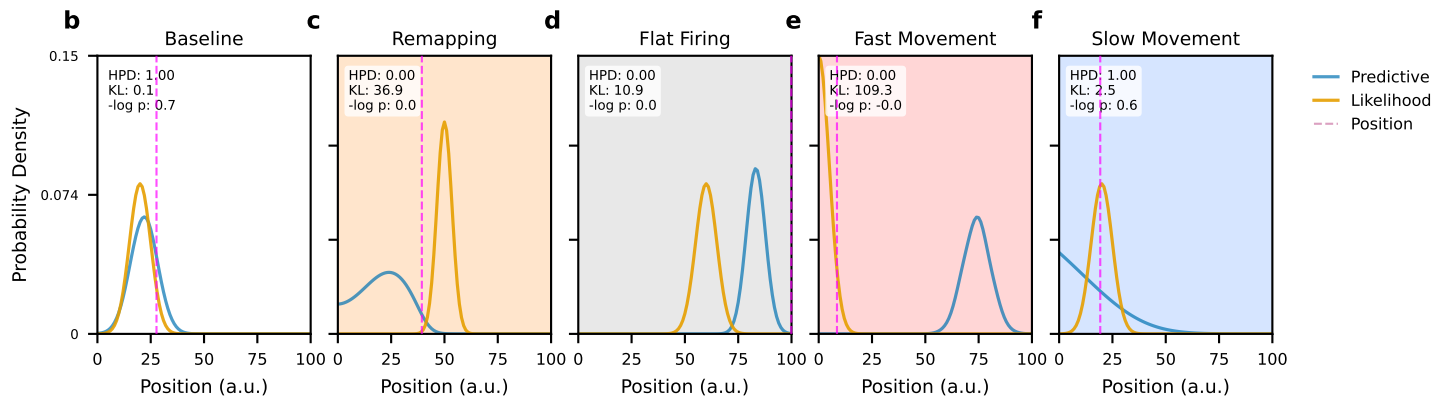 b
Baseline
HPD: 1.00
KL: 0.1
-log p: 0.7
Probability Density
0.15
0.074
0
0 25 50 75 100
Position (a.u.)
c
Remapping
HPD: 0.00
KL: 36.9
-log p: 0.0
0 25 50 75 100
Position (a.u.)
d
Flat Firing
HPD: 0.00
KL: 10.9
-log p: 0.0
0 25 50 75 100
Position (a.u.)
e
Fast Movement
HPD: 0.00
KL: 109.3
-log p: -0.0
0 25 50 75 100
Position (a.u.)
f
Slow Movement
HPD: 1.00
KL: 2.5
-log p: 0.6
0 25 50 75 100
Position (a.u.)
Predictive
Likelihood
Position